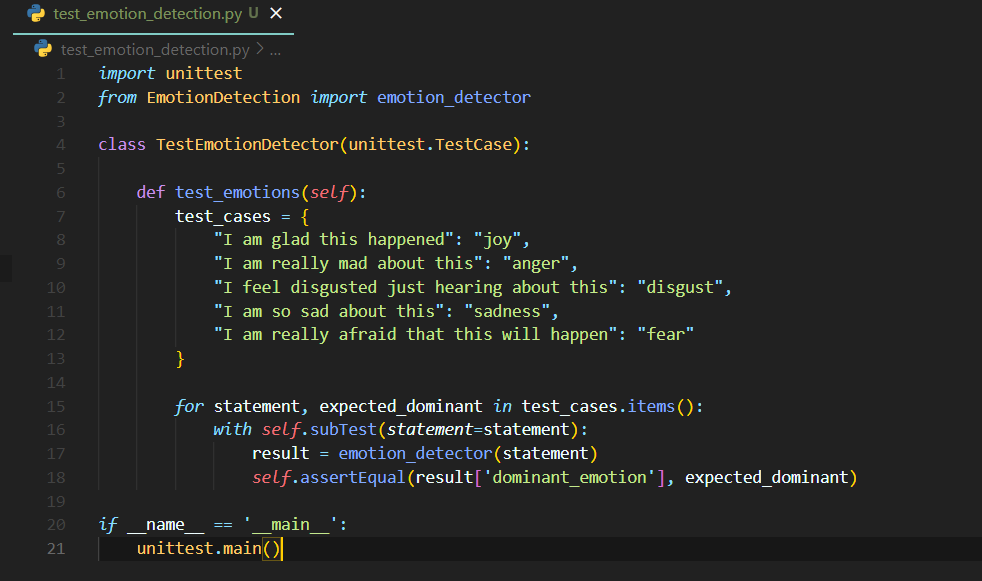 test_emotion_detection.py U ×
test_emotion_detection.py > ...
1 import unittest
2 from EmotionDetection import emotion_detector
3
4 class TestEmotionDetector(unittest.TestCase):
5
6     def test_emotions(self):
7         test_cases = {
8             "I am glad this happened": "joy",
9             "I am really mad about this": "anger",
10             "I feel disgusted just hearing about this": "disgust",
11             "I am so sad about this": "sadness",
12             "I am really afraid that this will happen": "fear"
13         }
14
15         for statement, expected_dominant in test_cases.items():
16             with self.subTest(statement=statement):
17                 result = emotion_detector(statement)
18                 self.assertEqual(result['dominant_emotion'], expected_dominant)
19
20 if __name__ == '__main__':
21     unittest.main()